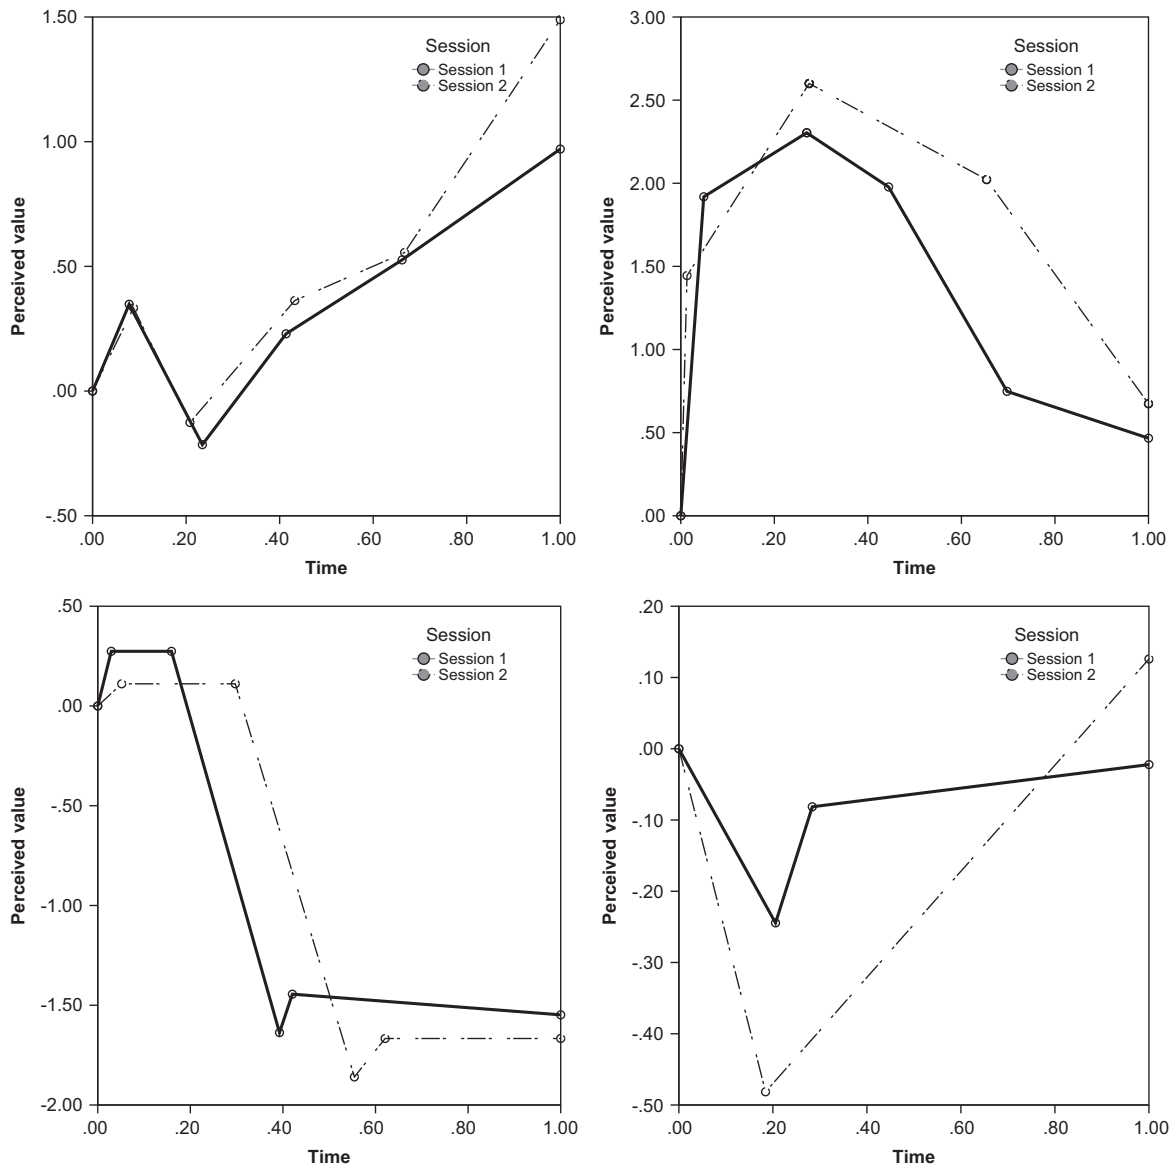 1.50
1.00
.50
.00
-.50
Perceived value
Session
Session 1
Session 2
.00 .20 .40 .60 .80 1.00
Time
3.00
2.50
2.00
1.50
1.00
.50
.00
Perceived value
Session
Session 1
Session 2
.00 .20 .40 .60 .80 1.00
Time
.50
.00
-.50
-1.00
-1.50
-2.00
Perceived value
Session
Session 1
Session 2
.00 .20 .40 .60 .80 1.00
Time
.20
.10
.00
-.10
-.20
-.30
-.40
-.50
Perceived value
Session
Session 1
Session 2
.00 .20 .40 .60 .80 1.00
Time